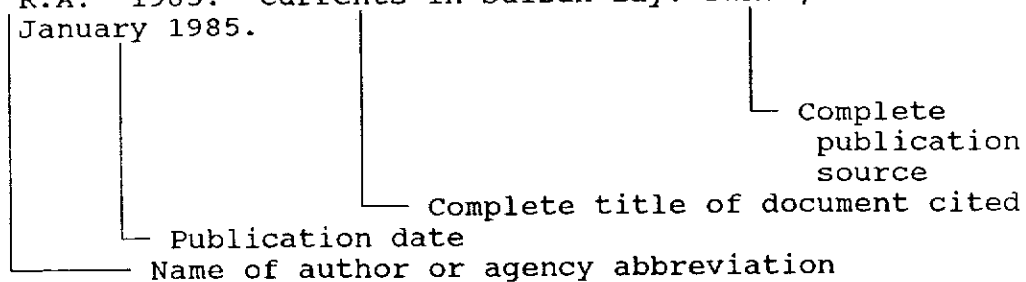 R.A. 1985. Currents in Suisun Bay.
January 1985.
Complete
publication
source
Complete title of document cited
Publication date
Name of author or agency abbreviation